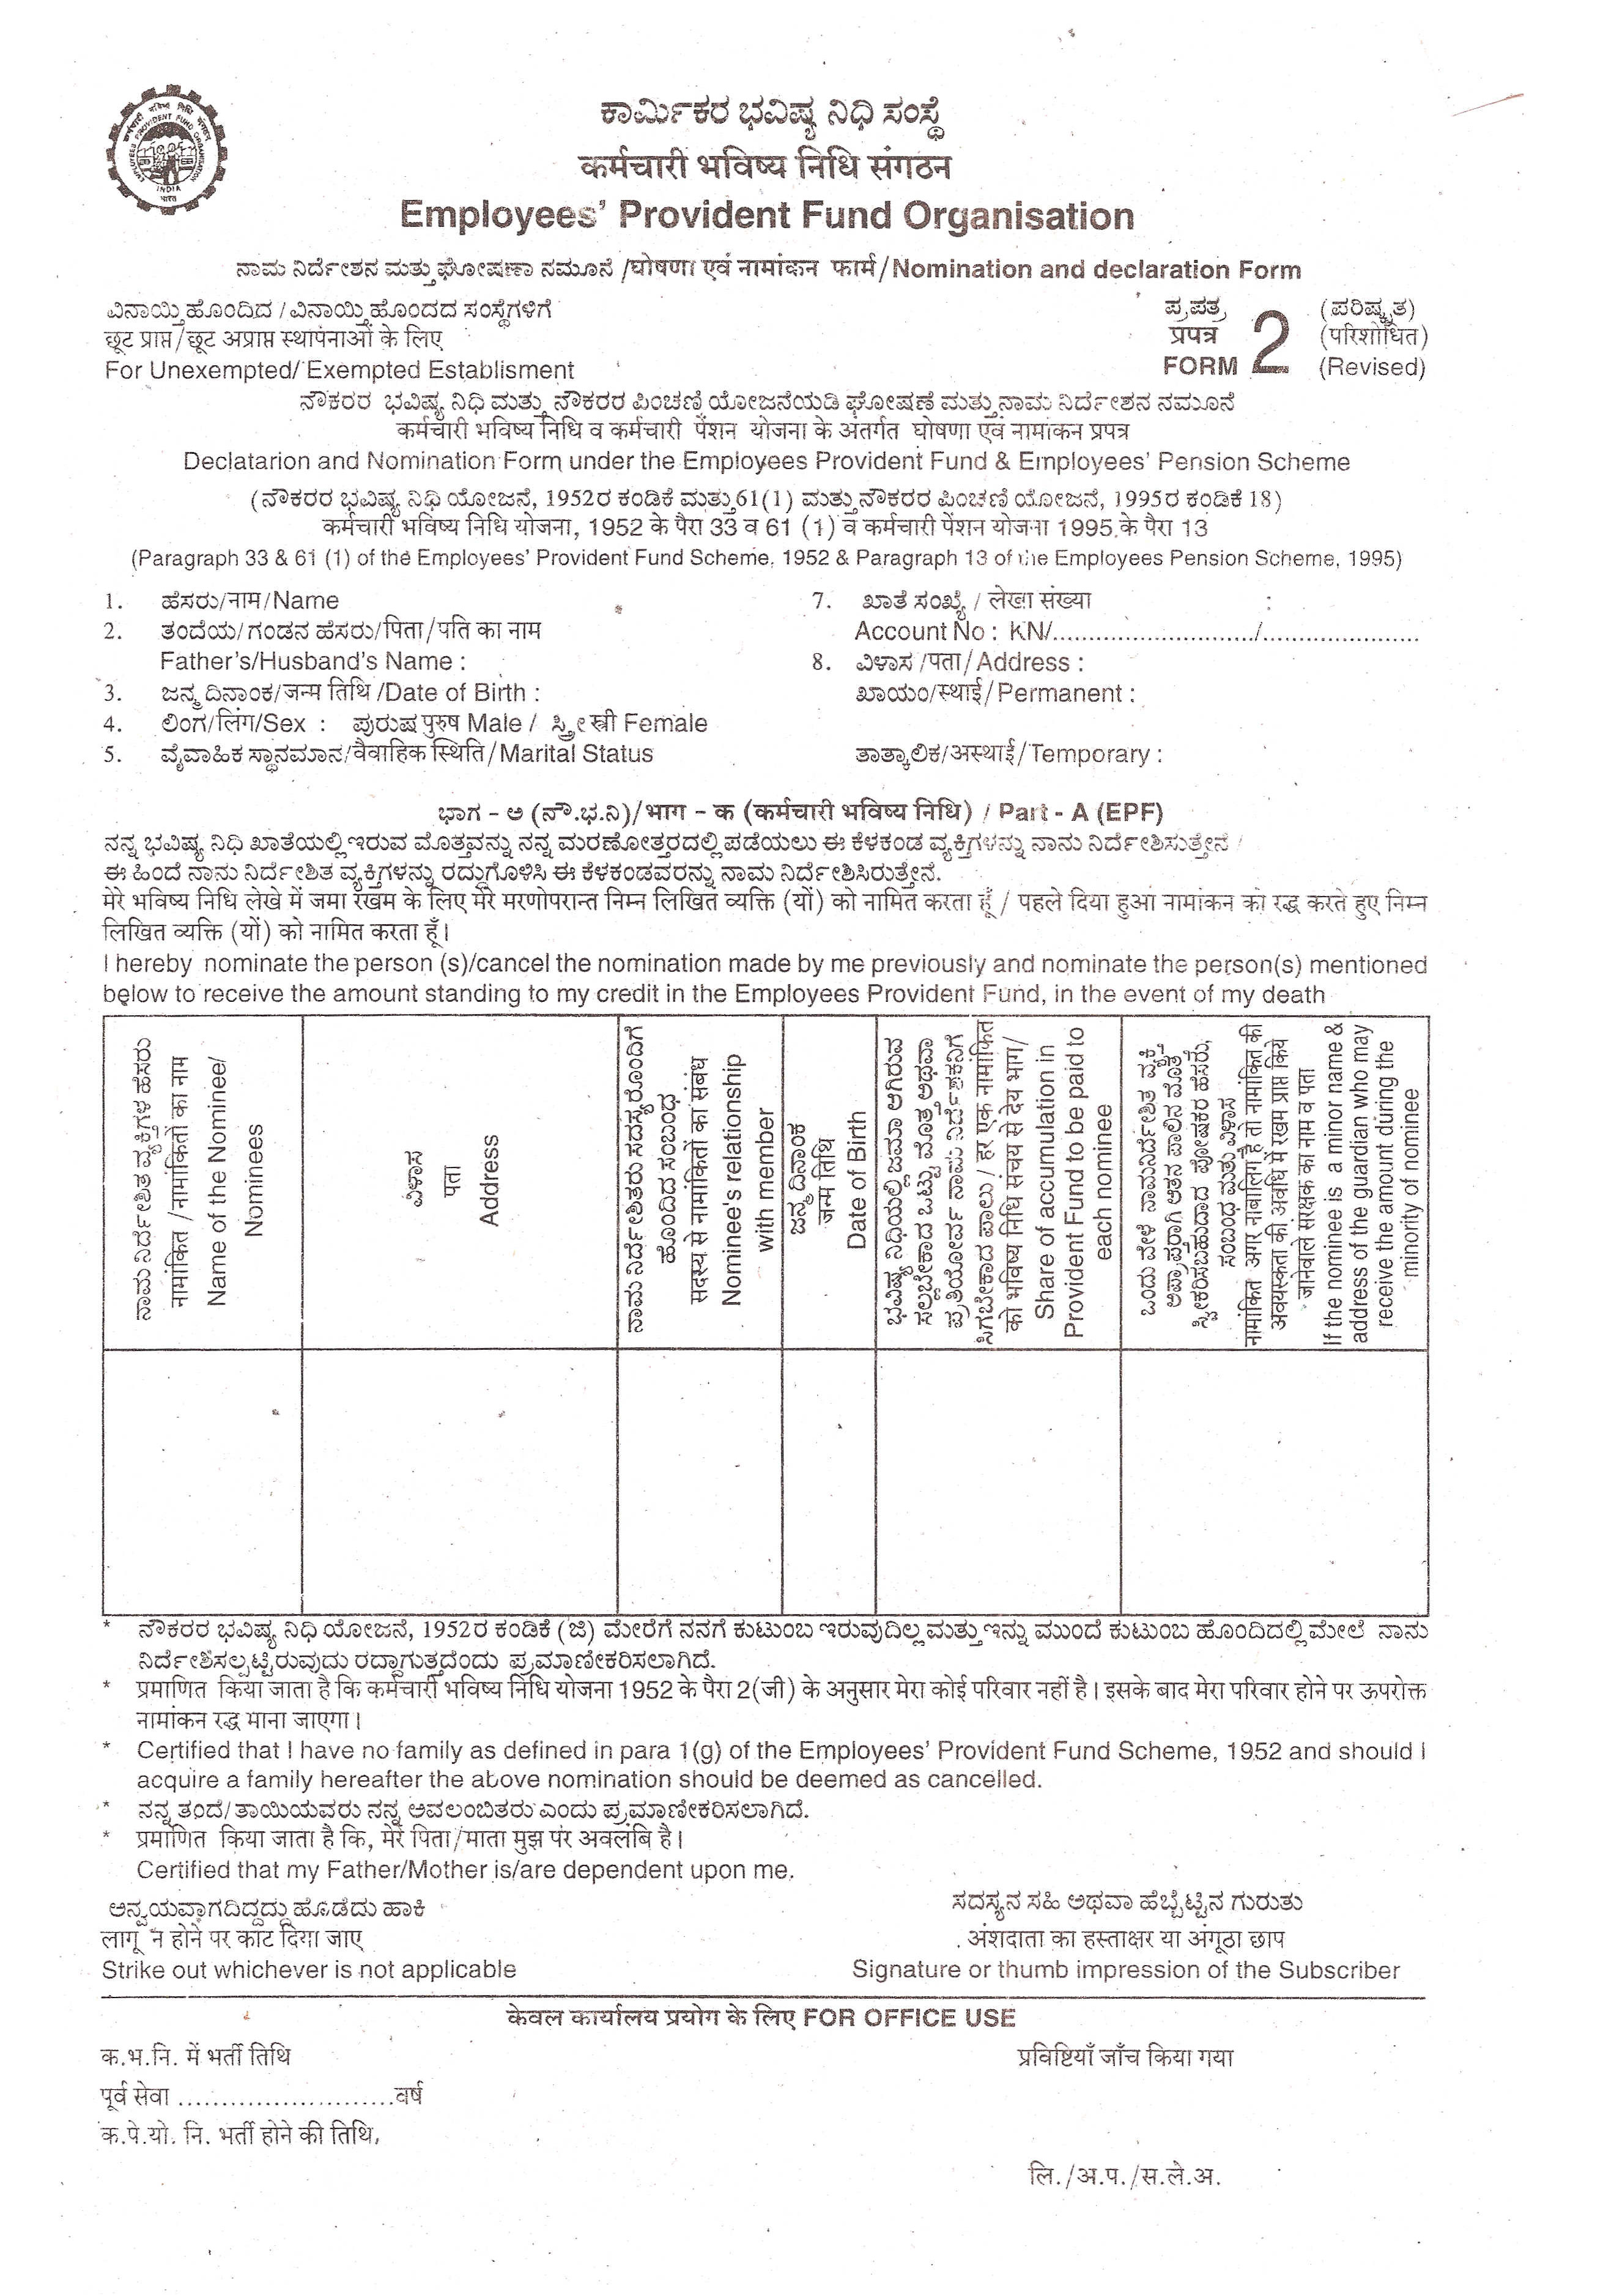 ಕಾರ್ಮಿಕರ ಭವಿಷ್ಯ ನಿಧಿ ಸಂಸ್ಥೆ
कर्मचारी भविष्य निधि संगठन
Employees' Provident Fund Organisation
ನಾಮ ನಿರ್ದೇಶನ ಮತ್ತು ಘೋಷಣಾ ನಮೂನೆ /घोषणा एवं नामांकन फार्म/Nomination and declaration Form
ವಿನಾಯ್ತಿ ಹೊಂದಿದ / ವಿನಾಯ್ತಿ ಹೊಂದದ ಸಂಸ್ಥೆಗಳಿಗೆ
छूट प्राप्त/छूट अप्राप्त स्थापनाओं के लिए
For Unexempted/ Exempted Establisment
ಪ್ರಪತ್ರ (ಪರಿಷ್ಕೃತ)
प्रपत्र 2 (परिशोधित)
FORM (Revised)
ನೌಕರರ ಭವಿಷ್ಯ ನಿಧಿ ಮತ್ತು ನೌಕರರ ಪಿಂಚಣಿ ಯೋಜನೆಯಡಿ ಘೋಷಣೆ ಮತ್ತು ನಾಮ ನಿರ್ದೇಶನ ನಮೂನೆ
कर्मचारी भविष्य निधि व कर्मचारी पेंशन योजना के अंतर्गत घोषणा एवं नामांकन प्रपत्र
Declatarion and Nomination Form under the Employees Provident Fund & Employees' Pension Scheme
(ನೌಕರರ ಭವಿಷ್ಯ ನಿಧಿ ಯೋಜನೆ, 1952ರ ಕಂಡಿಕೆ ಮತ್ತು 61(1) ಮತ್ತು ನೌಕರರ ಪಿಂಚಣಿ ಯೋಜನೆ, 1995ರ ಕಂಡಿಕೆ 18)
कर्मचारी भविष्य निधि योजना, 1952 के पैरा 33 व 61 (1) व कर्मचारी पेंशन योजना 1995 के पैरा 13
(Paragraph 33 & 61 (1) of the Employees' Provident Fund Scheme, 1952 & Paragraph 13 of the Employees Pension Scheme, 1995)
1. ಹೆಸರು/नाम/Name
2. ತಂದೆಯ/ಗಂಡನ ಹೆಸರು/पिता/पति का नाम
Father's/Husband's Name :
3. ಜನ್ಮ ದಿನಾಂಕ/जन्म तिथि /Date of Birth :
4. ಲಿಂಗ/लिंग/Sex : ಪುರುಷ पुरुष Male / ಸ್ತ್ರೀ स्त्री Female
5. ವೈವಾಹಿಕ ಸ್ಥಾನಮಾನ/वैवाहिक स्थिति/Marital Status
7. ಖಾತೆ ಸಂಖ್ಯೆ / लेखा संख्या :
Account No : KN/............................/......................
8. ವಿಳಾಸ /पता/Address :
ಖಾಯಂ/स्थाई/Permanent :
ತಾತ್ಕಾಲಿಕ/अस्थाई/Temporary :
ಭಾಗ - ಅ (ನೌ.ಭ.ನಿ)/भाग - क (कर्मचारी भविष्य निधि) / Part - A (EPF)
ನನ್ನ ಭವಿಷ್ಯ ನಿಧಿ ಖಾತೆಯಲ್ಲಿ ಇರುವ ಮೊತ್ತವನ್ನು ನನ್ನ ಮರಣೋತ್ತರದಲ್ಲಿ ಪಡೆಯಲು ಈ ಕೆಳಕಂಡ ವ್ಯಕ್ತಿಗಳನ್ನು ನಾನು ನಿರ್ದೇಶಿಸುತ್ತೇನೆ /
ಈ ಹಿಂದೆ ನಾನು ನಿರ್ದೇಶಿತ ವ್ಯಕ್ತಿಗಳನ್ನು ರದ್ದುಗೊಳಿಸಿ ಈ ಕೆಳಕಂಡವರನ್ನು ನಾಮ ನಿರ್ದೇಶಿಸಿರುತ್ತೇನೆ.
मेरे भविष्य निधि लेखे में जमा रखम के लिए मेरे मरणोपरान्त निम्न लिखित व्यक्ति (यों) को नामित करता हूँ / पहले दिया हुआ नामांकन को रद्ध करते हुए निम्न
लिखित व्यक्ति (यों) को नामित करता हूँ।
I hereby nominate the person (s)/cancel the nomination made by me previously and nominate the person(s) mentioned
below to receive the amount standing to my credit in the Employees Provident Fund, in the event of my death
ನಾಮ ನಿರ್ದೇಶಿತ ವ್ಯಕ್ತಿಗಳ ಹೆಸರು
नामांकित /नामांकितों का नाम
Name of the Nominee/
Nominees
ವಿಳಾಸ
पता
Address
ನಾಮ ನಿರ್ದೇಶಿತರು ಸದಸ್ಯರೊಂದಿಗೆ
ಹೊಂದಿದ ಸಂಬಂಧ
सदस्य से नामांकितों का संबंध
Nominee's relationship
with member
ಜನ್ಮ ದಿನಾಂಕ
जन्म तिथि
Date of Birth
ಭವಿಷ್ಯ ನಿಧಿಯಲ್ಲಿ ಜಮಾ ಆಗಿರುವ
ಸಲ್ಲಬೇಕಾದ ಒಟ್ಟು ಮೊತ್ತ ಅಥವಾ
ಪ್ರತಿಯೋರ್ವ ನಾಮ ನಿರ್ದೇಶಕನಿಗೆ
ಸಿಗಬೇಕಾದ ಪಾಲು / हर एक नामांकित
को भविष्य निधि संचय से देय भाग/
Share of accumulation in
Provident Fund to be paid to
each nominee
ಒಂದು ವೇಳೆ ನಾಮನಿರ್ದೇಶಿತ ವ್ಯಕ್ತಿ
ಅಪ್ರಾಪ್ತರಾಗಿ ಆತನ ಪಾಲಿನ ಮೊತ್ತ
ಸ್ವೀಕರಿಸಬಹುದಾದ ಪೋಷಕರ ಹೆಸರು,
ಸಂಬಂಧ ಮತ್ತು ವಿಳಾಸ
नामांकित अगर नाबालिग है तो नामांकित की
अवयस्कता की अवधि में रखम प्राप्त किये
जानेवाले संरक्षक का नाम व पता
If the nominee is a minor name &
address of the guardian who may
receive the amount during the
minority of nominee
* ನೌಕರರ ಭವಿಷ್ಯ ನಿಧಿ ಯೋಜನೆ, 1952ರ ಕಂಡಿಕೆ (ಜಿ) ಮೇರೆಗೆ ನನಗೆ ಕುಟುಂಬ ಇರುವುದಿಲ್ಲ ಮತ್ತು ಇನ್ನು ಮುಂದೆ ಕುಟುಂಬ ಹೊಂದಿದಲ್ಲಿ ಮೇಲೆ ನಾನು
ನಿರ್ದೇಶಿಸಲ್ಪಟ್ಟಿರುವುದು ರದ್ದಾಗುತ್ತದೆಂದು ಪ್ರಮಾಣೀಕರಿಸಲಾಗಿದೆ.
* प्रमाणित किया जाता है कि कर्मचारी भविष्य निधि योजना 1952 के पैरा 2(जी) के अनुसार मेरा कोई परिवार नहीं है। इसके बाद मेरा परिवार होने पर ऊपरोक्त
नामांकन रद्ध माना जाएगा।
* Certified that I have no family as defined in para 1(g) of the Employees' Provident Fund Scheme, 1952 and should I
acquire a family hereafter the above nomination should be deemed as cancelled.
* ನನ್ನ ತಂದೆ/ತಾಯಿಯವರು ನನ್ನ ಅವಲಂಬಿತರು ಎಂದು ಪ್ರಮಾಣೀಕರಿಸಲಾಗಿದೆ.
* प्रमाणित किया जाता है कि, मेरे पिता/माता मुझ पर अवलंबि है।
Certified that my Father/Mother is/are dependent upon me.
ಅನ್ವಯವಾಗದಿದ್ದದ್ದು ಹೊಡೆದು ಹಾಕಿ
लागू न होने पर काट दिया जाए
Strike out whichever is not applicable
ಸದಸ್ಯನ ಸಹಿ ಅಥವಾ ಹೆಬ್ಬೆಟ್ಟಿನ ಗುರುತು
अंशदाता का हस्ताक्षर या अंगूठा छाप
Signature or thumb impression of the Subscriber
केवल कार्यालय प्रयोग के लिए FOR OFFICE USE
क.भ.नि. में भर्ती तिथि
पूर्व सेवा .........................वर्ष
क.पे.यो. नि. भर्ती होने की तिथि,
प्रविष्टियाँ जाँच किया गया
लि./अ.प./स.ले.अ.